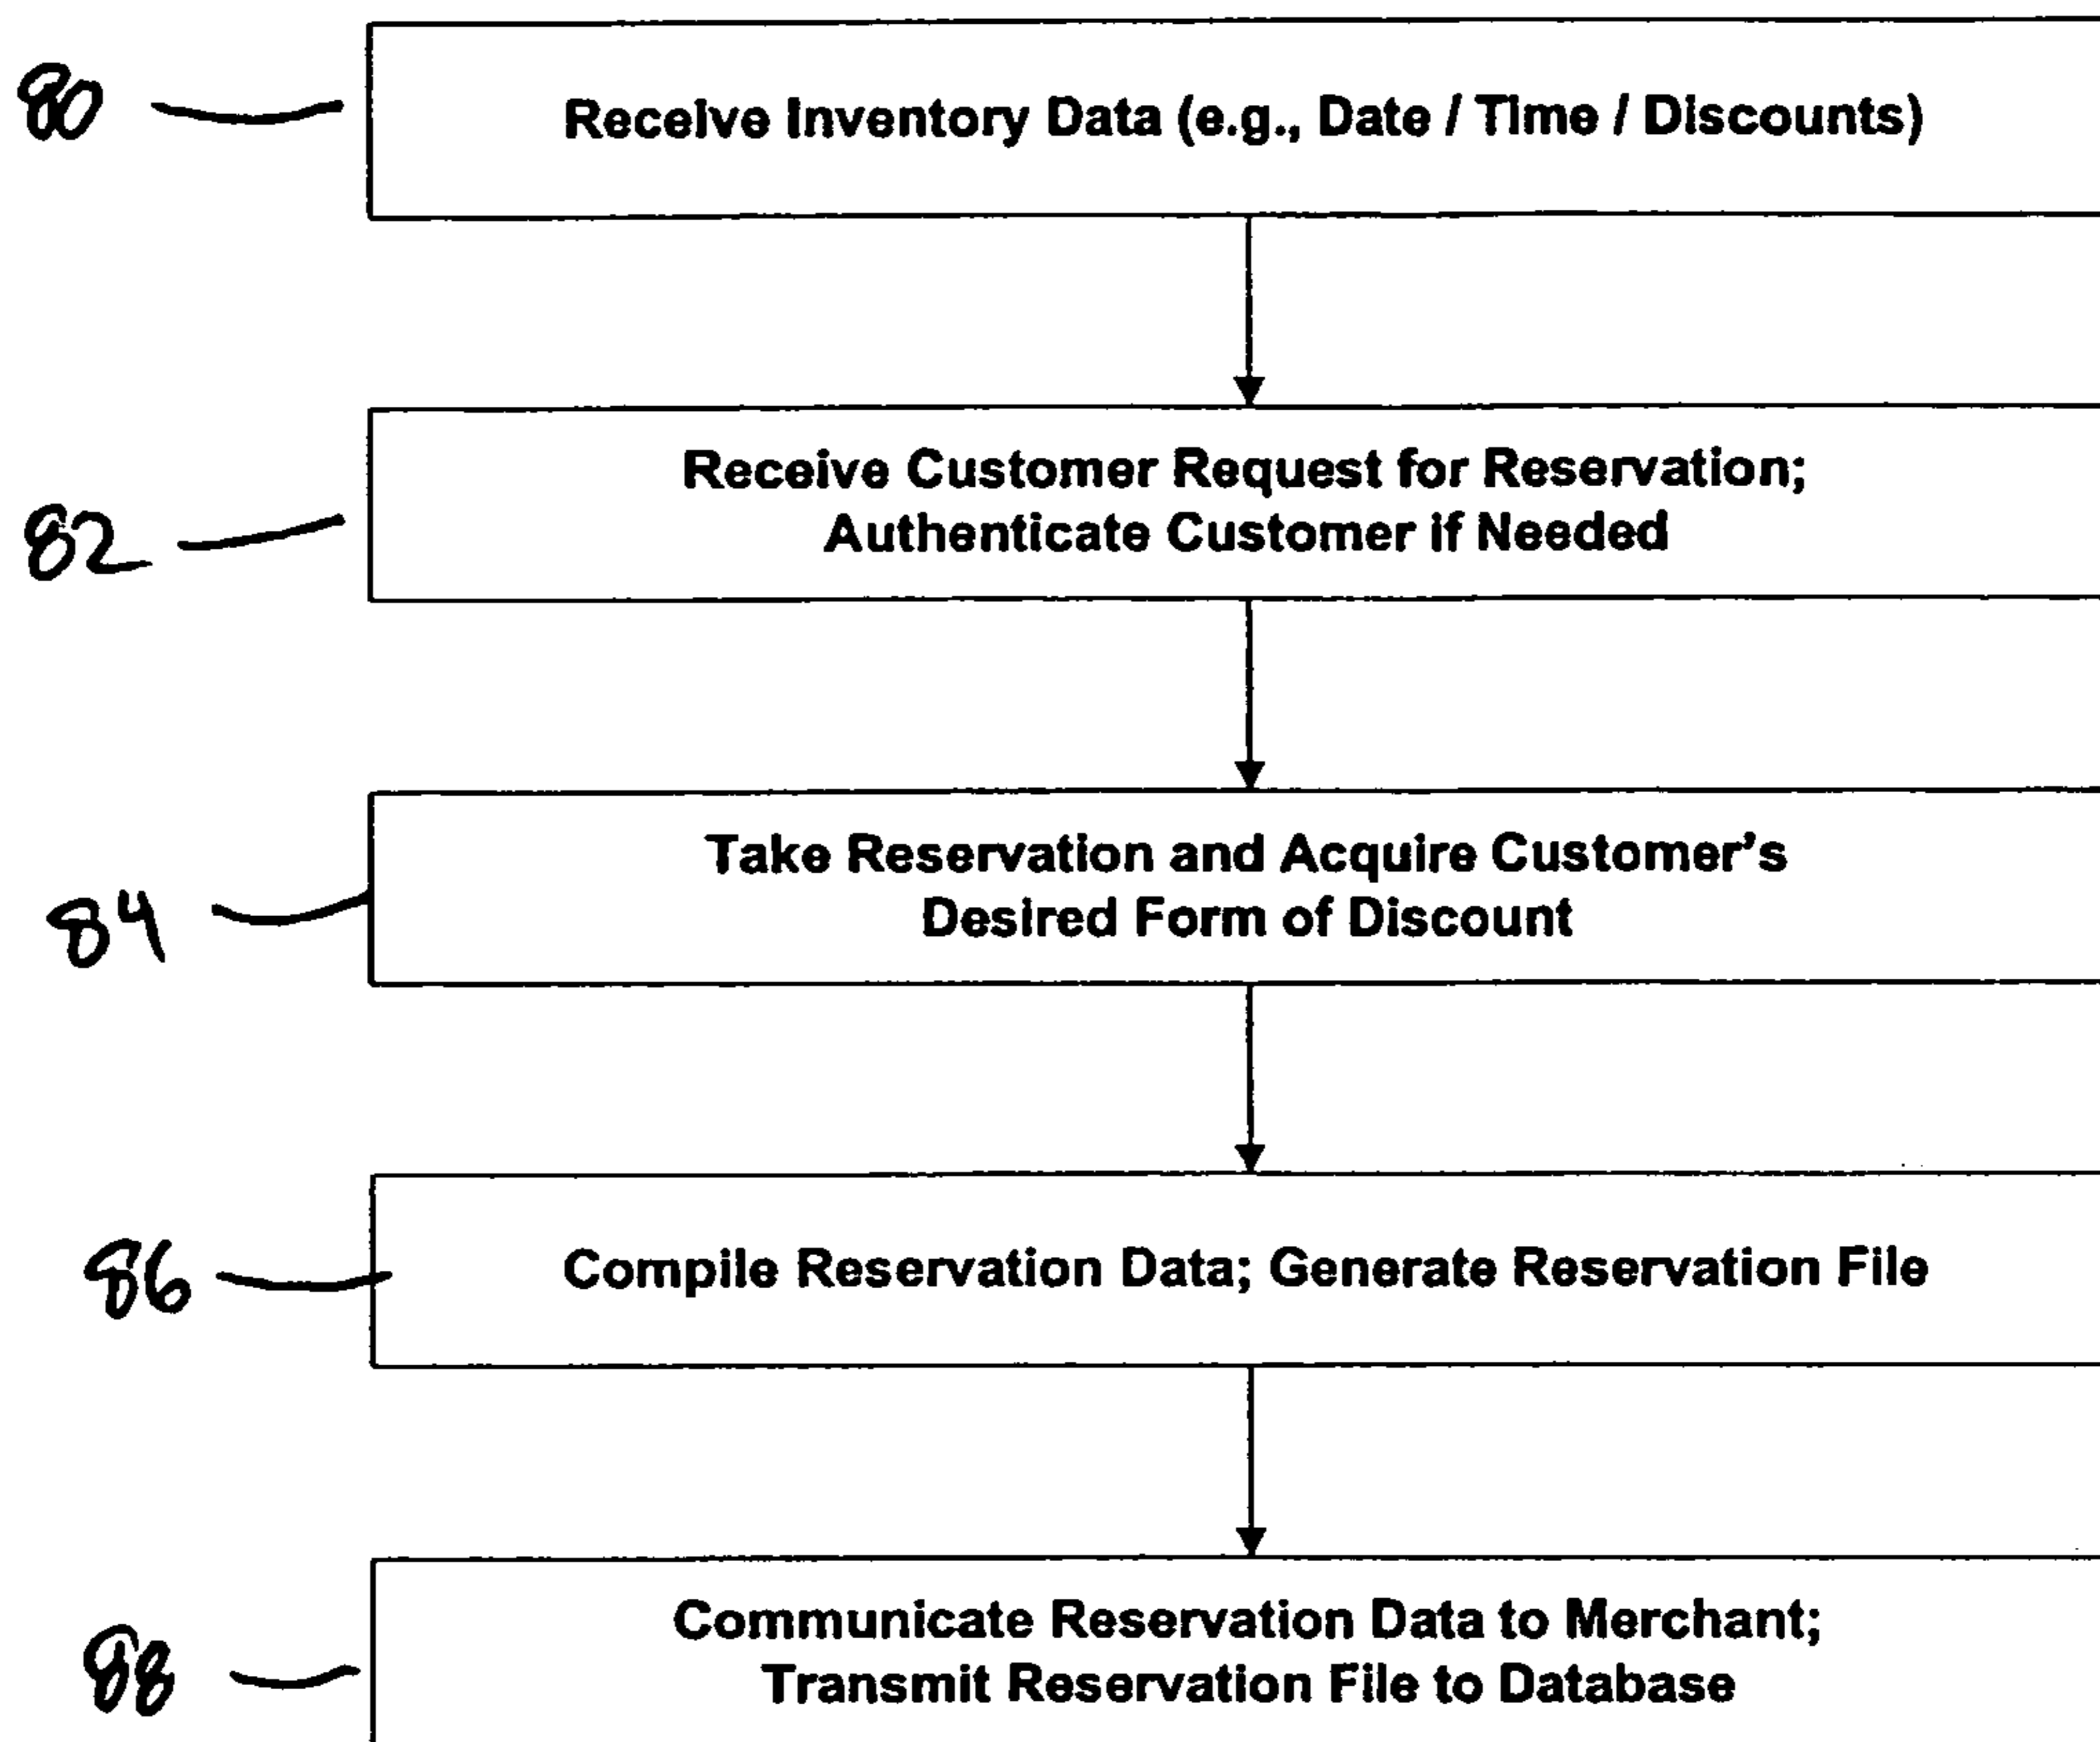 80
Receive Inventory Data (e.g., Date / Time / Discounts)
82
Receive Customer Request for Reservation;
Authenticate Customer if Needed
84
Take Reservation and Acquire Customer's
Desired Form of Discount
86
Compile Reservation Data; Generate Reservation File
88
Communicate Reservation Data to Merchant;
Transmit Reservation File to Database